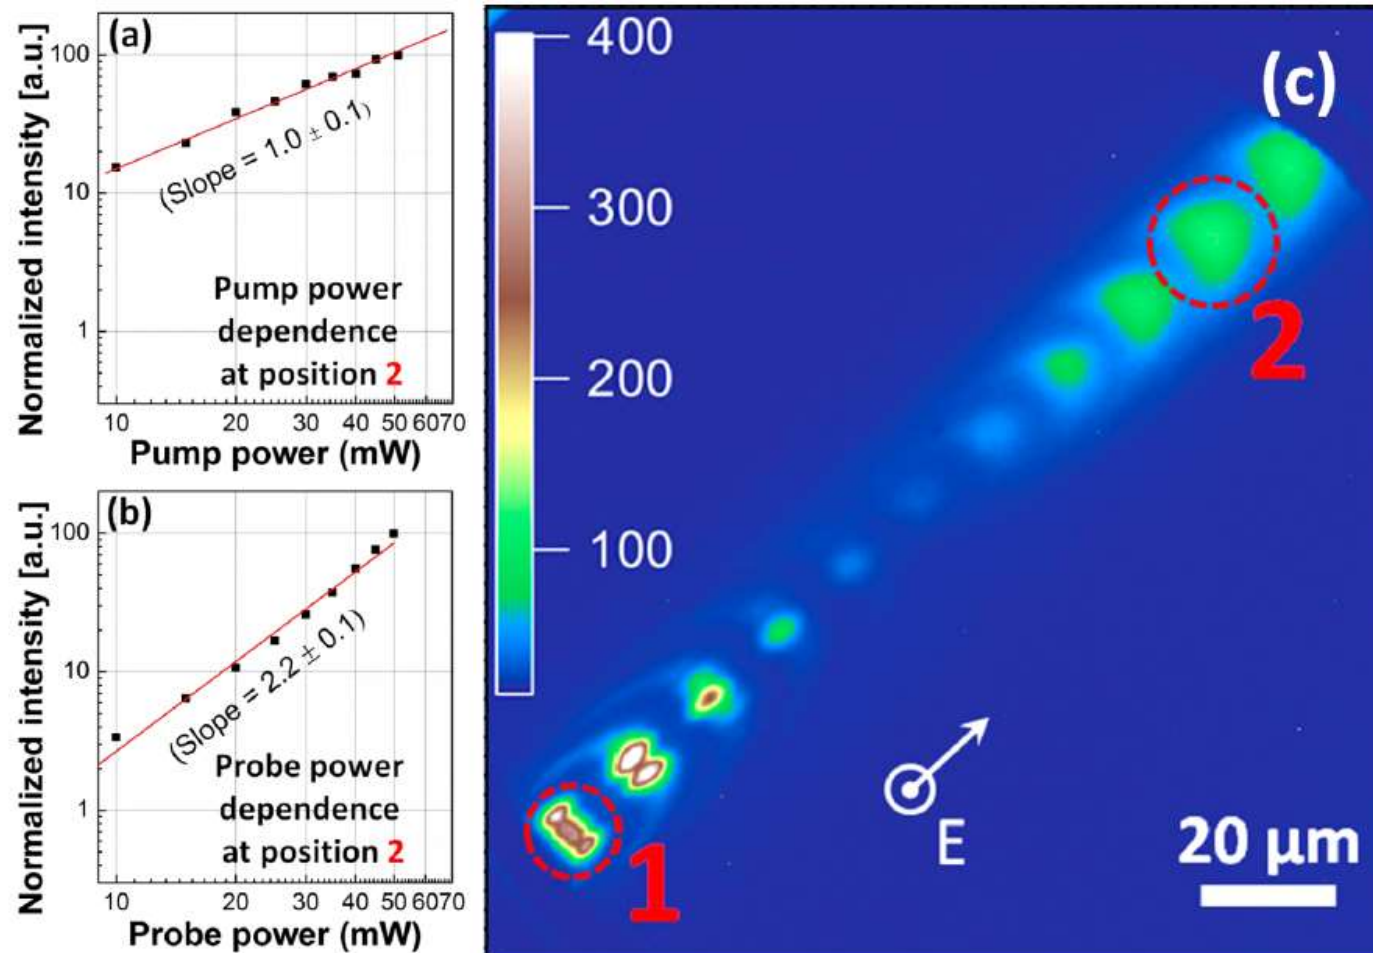 (a)
Normalized intensity [a.u.]
100
10
1
(Slope = 1.0 ± 0.1)
Pump power
dependence
at position 2
10 20 30 40 50 6070
Pump power (mW)
(b)
Normalized intensity [a.u.]
100
10
1
(Slope = 2.2 ± 0.1)
Probe power
dependence
at position 2
10 20 30 40 50 6070
Probe power (mW)
(c)
400
300
200
100
2
1
E
20 µm